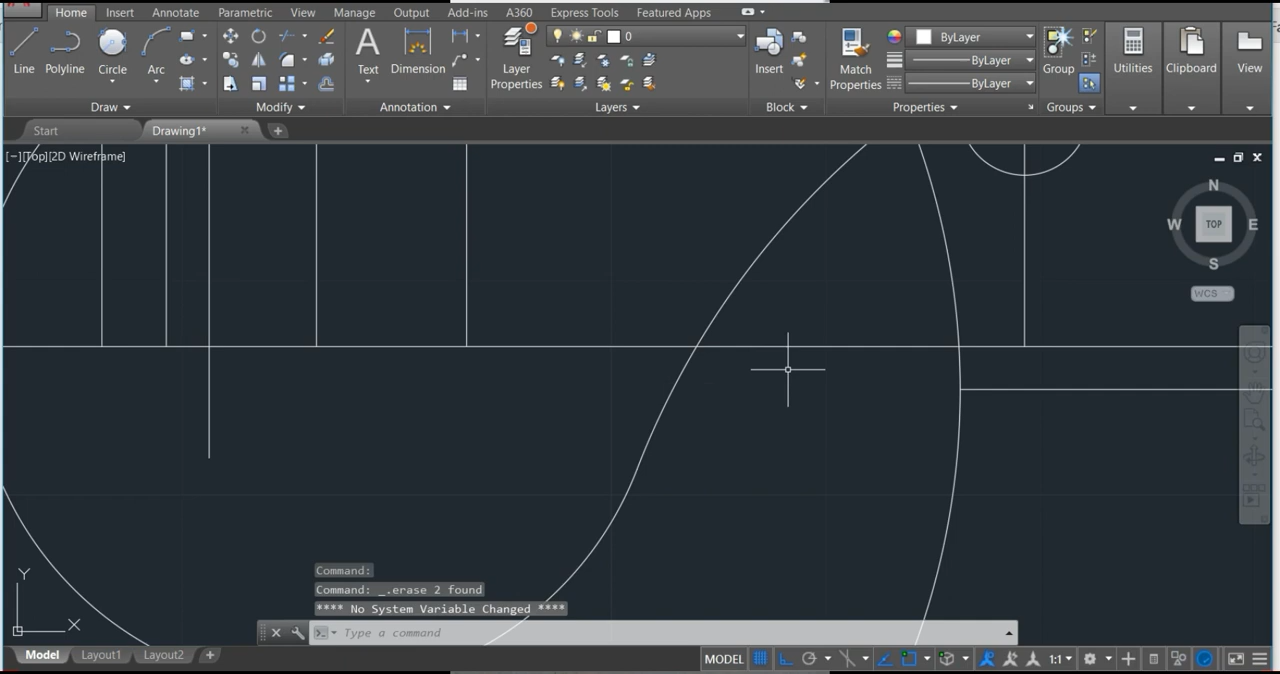 Home Insert Annotate Parametric View Manage Output Add-ins A360 Express Tools Featured Apps
0 ByLayer
ByLayer
Line Polyline Circle Arc Text Dimension Layer Properties Insert Match Properties ByLayer Group Utilities Clipboard View
Draw Modify Annotation Layers Block Properties Groups
Start Drawing1*
[−][Top][2D Wireframe]
N
W TOP E
S
WCS
Command:
Command: _.erase 2 found
**** No System Variable Changed ****
Y
X
Type a command
Model Layout1 Layout2 MODEL 1:1